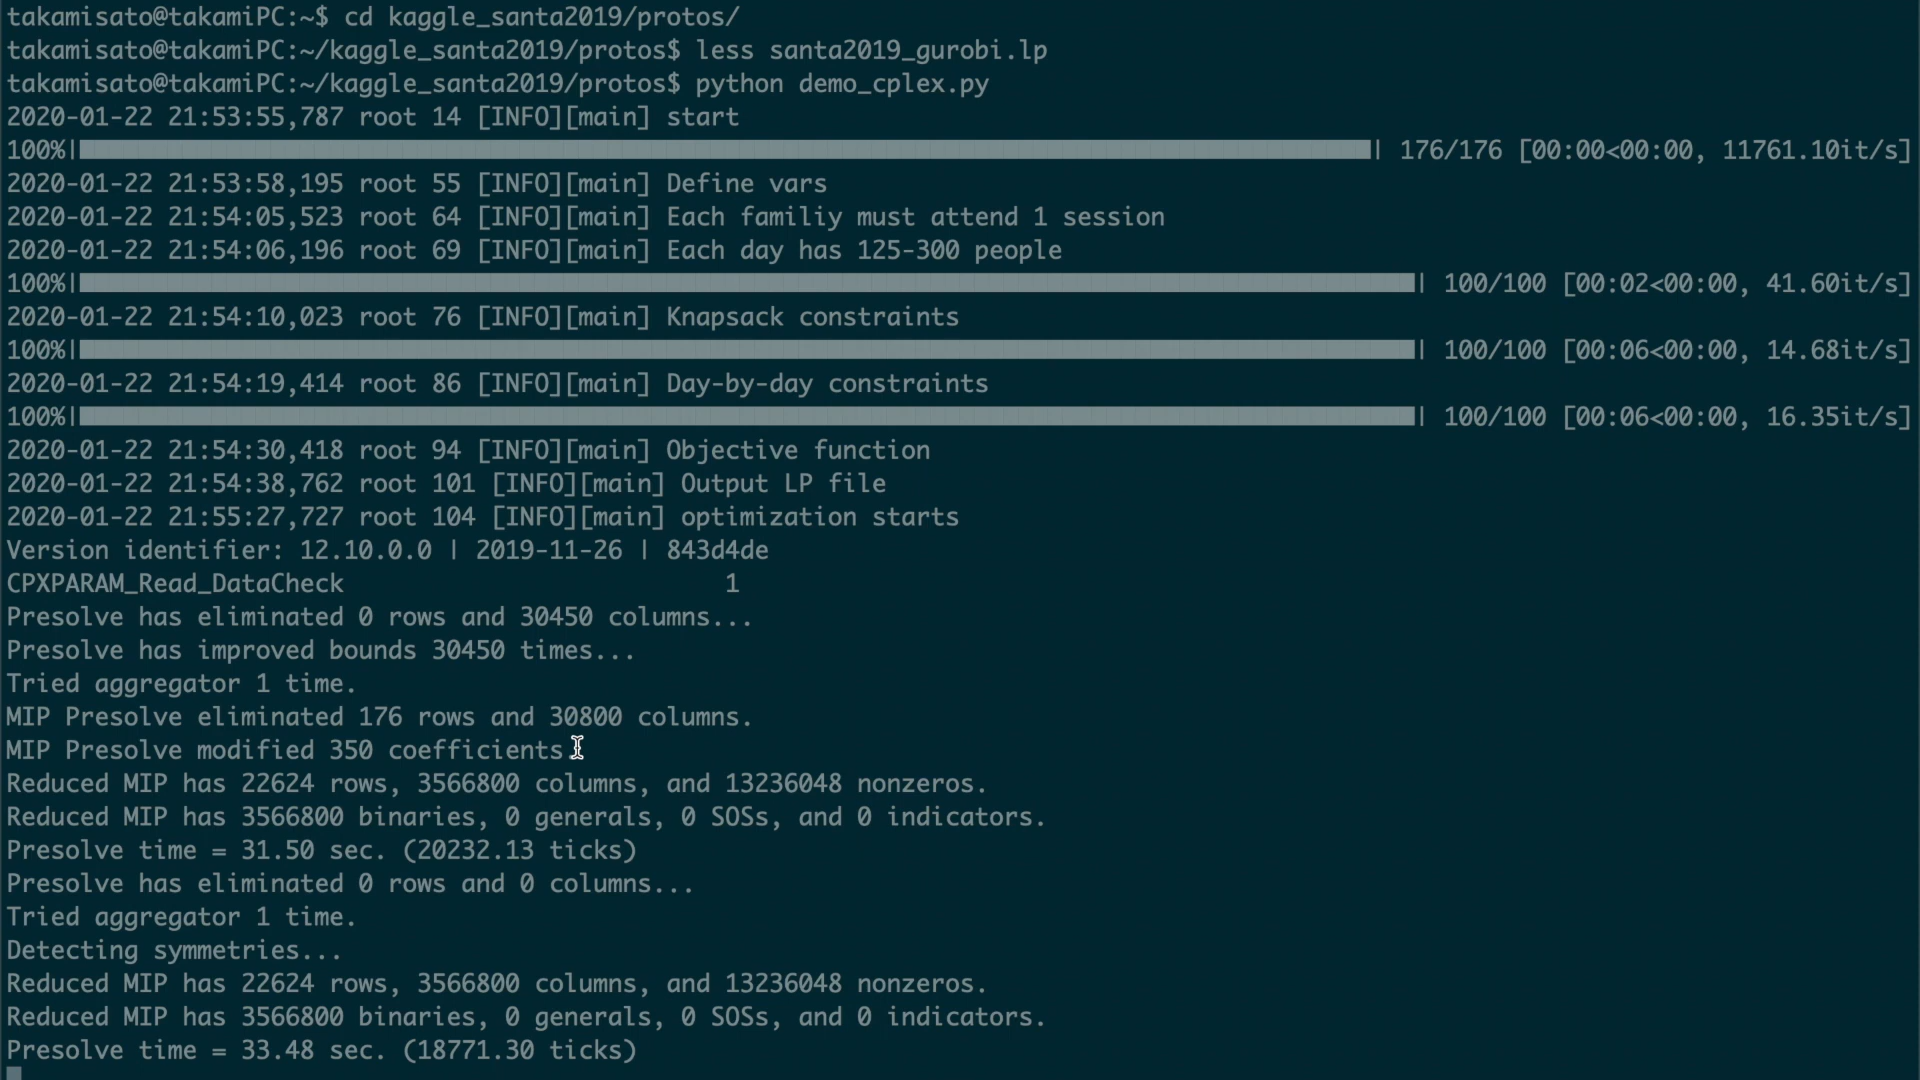 takamisato@takamiPC:~$ cd kaggle_santa2019/protos/
takamisato@takamiPC:~/kaggle_santa2019/protos$ less santa2019_gurobi.lp
takamisato@takamiPC:~/kaggle_santa2019/protos$ python demo_cplex.py
2020-01-22 21:53:55,787 root 14 [INFO][main] start
100%| | 176/176 [00:00<00:00, 11761.10it/s]
2020-01-22 21:53:58,195 root 55 [INFO][main] Define vars
2020-01-22 21:54:05,523 root 64 [INFO][main] Each familiy must attend 1 session
2020-01-22 21:54:06,196 root 69 [INFO][main] Each day has 125-300 people
100%| | 100/100 [00:02<00:00, 41.60it/s]
2020-01-22 21:54:10,023 root 76 [INFO][main] Knapsack constraints
100%| | 100/100 [00:06<00:00, 14.68it/s]
2020-01-22 21:54:19,414 root 86 [INFO][main] Day-by-day constraints
100%| | 100/100 [00:06<00:00, 16.35it/s]
2020-01-22 21:54:30,418 root 94 [INFO][main] Objective function
2020-01-22 21:54:38,762 root 101 [INFO][main] Output LP file
2020-01-22 21:55:27,727 root 104 [INFO][main] optimization starts
Version identifier: 12.10.0.0 | 2019-11-26 | 843d4de
CPXPARAM_Read_DataCheck 1
Presolve has eliminated 0 rows and 30450 columns...
Presolve has improved bounds 30450 times...
Tried aggregator 1 time.
MIP Presolve eliminated 176 rows and 30800 columns.
MIP Presolve modified 350 coefficients.
Reduced MIP has 22624 rows, 3566800 columns, and 13236048 nonzeros.
Reduced MIP has 3566800 binaries, 0 generals, 0 SOSs, and 0 indicators.
Presolve time = 31.50 sec. (20232.13 ticks)
Presolve has eliminated 0 rows and 0 columns...
Tried aggregator 1 time.
Detecting symmetries...
Reduced MIP has 22624 rows, 3566800 columns, and 13236048 nonzeros.
Reduced MIP has 3566800 binaries, 0 generals, 0 SOSs, and 0 indicators.
Presolve time = 33.48 sec. (18771.30 ticks)